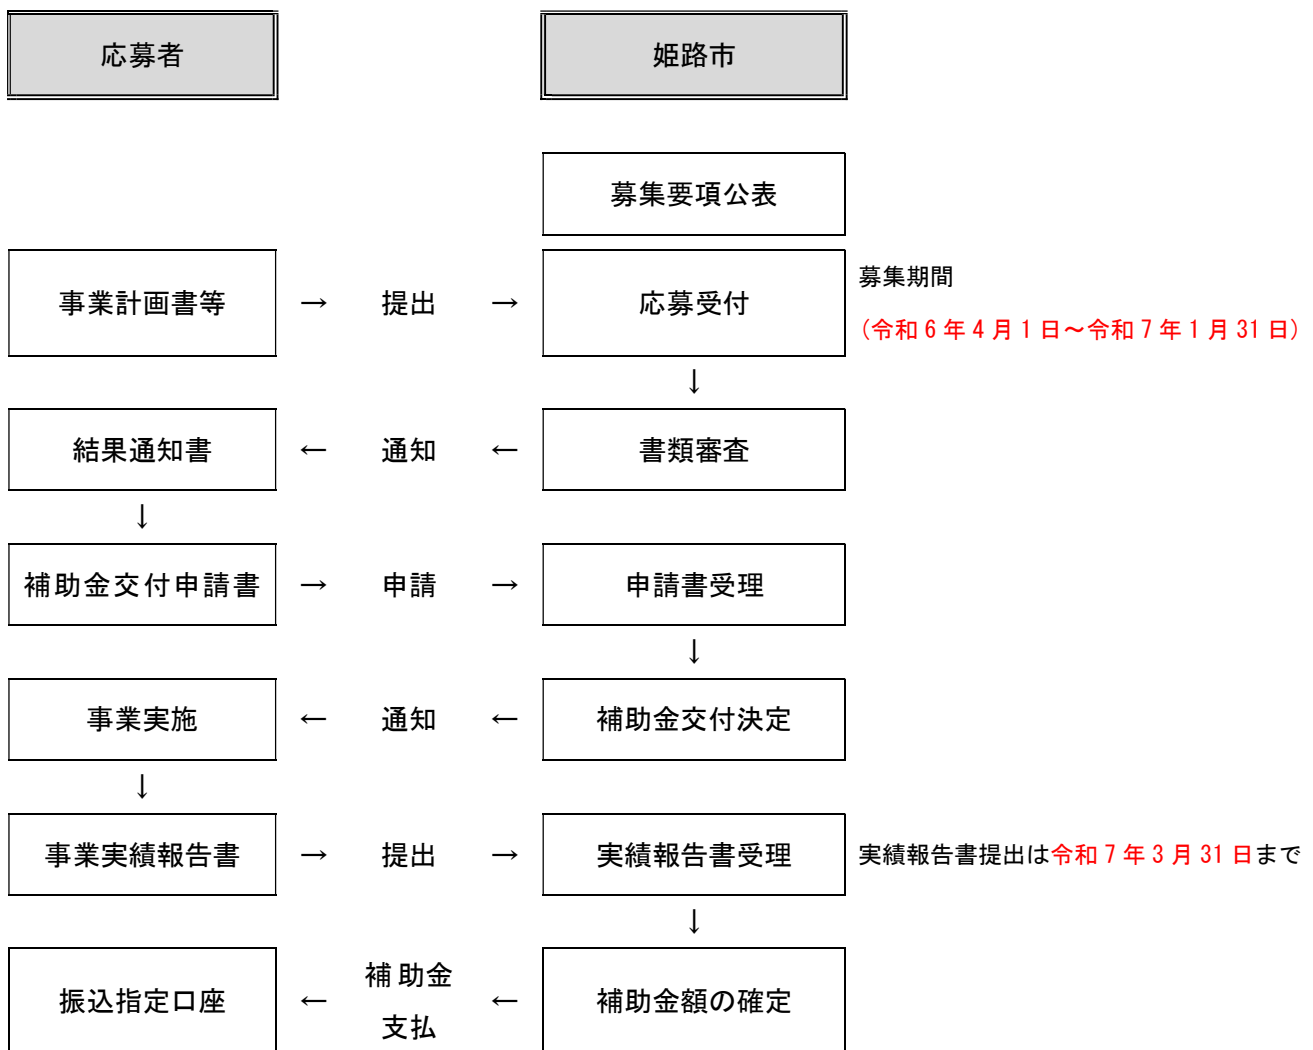 応募者
姫路市
募集要項公表
事業計画書等 → 提出 → 応募受付
募集期間
(令和6年4月1日～令和7年1月31日)
↓
結果通知書 ← 通知 ← 書類審査
↓
補助金交付申請書 → 申請 → 申請書受理
↓
事業実施 ← 通知 ← 補助金交付決定
↓
事業実績報告書 → 提出 → 実績報告書受理
実績報告書提出は令和7年3月31日まで
↓
振込指定口座 ← 補助金
支払 ← 補助金額の確定